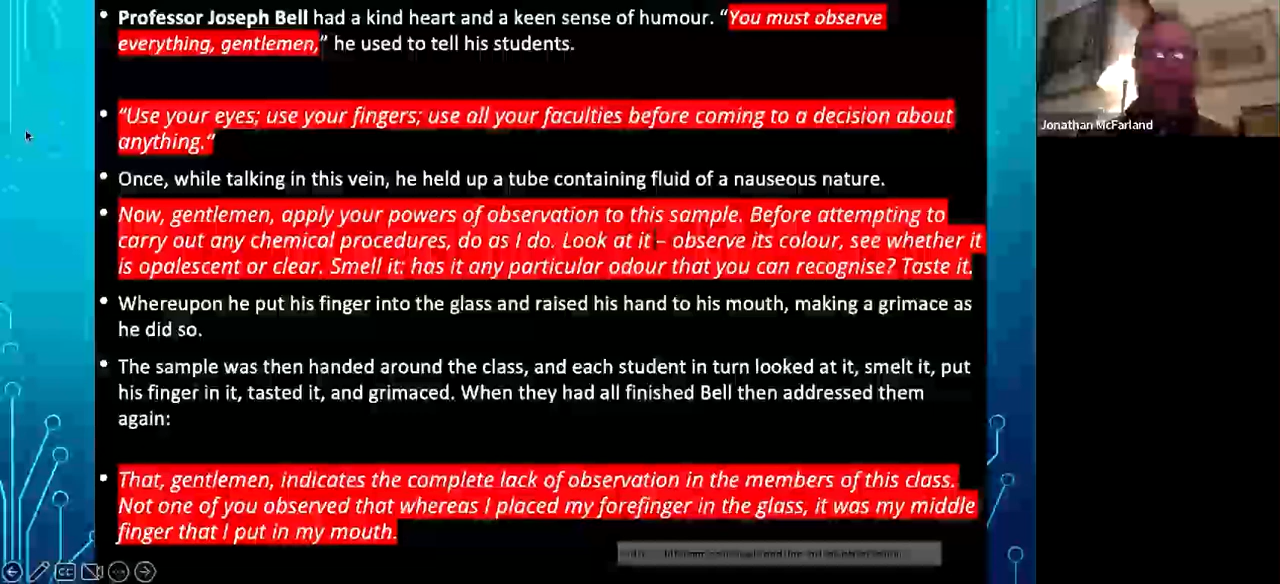 • Professor Joseph Bell had a kind heart and a keen sense of humour. “You must observe
everything, gentlemen,” he used to tell his students.
• “Use your eyes; use your fingers; use all your faculties before coming to a decision about
anything.”
• Once, while talking in this vein, he held up a tube containing fluid of a nauseous nature.
• Now, gentlemen, apply your powers of observation to this sample. Before attempting to
carry out any chemical procedures, do as I do. Look at it – observe its colour, see whether it
is opalescent or clear. Smell it: has it any particular odour that you can recognise? Taste it.
• Whereupon he put his finger into the glass and raised his hand to his mouth, making a grimace as
he did so.
• The sample was then handed around the class, and each student in turn looked at it, smelt it, put
his finger in it, tasted it, and grimaced. When they had all finished Bell then addressed them
again:
• That, gentlemen, indicates the complete lack of observation in the members of this class.
Not one of you observed that whereas I placed my forefinger in the glass, it was my middle
finger that I put in my mouth.
Jonathan McFarland